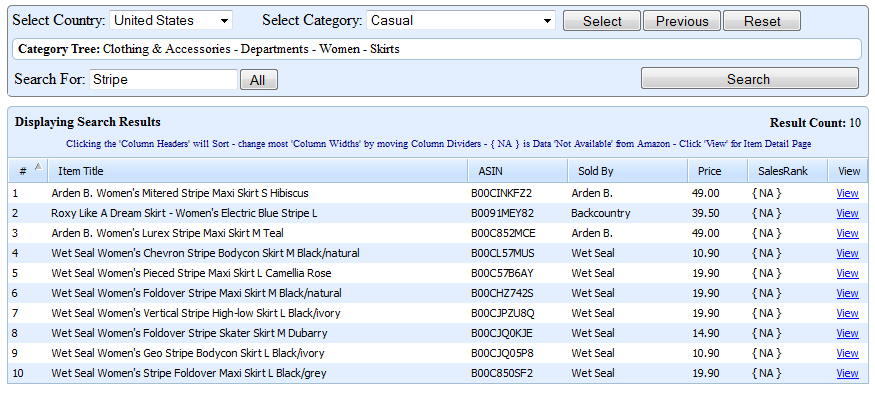 Select Country: United States Select Category: Casual Select Previous Reset
Category Tree: Clothing & Accessories - Departments - Women - Skirts
Search For: Stripe All Search
Displaying Search Results Result Count: 10
Clicking the 'Column Headers' will Sort - change most 'Column Widths' by moving Column Dividers - { NA } is Data 'Not Available' from Amazon - Click 'View' for Item Detail Page
# Item Title ASIN Sold By Price SalesRank View
1 Arden B. Women's Mitered Stripe Maxi Skirt S Hibiscus B00CINKFZ2 Arden B. 49.00 { NA } View
2 Roxy Like A Dream Skirt - Women's Electric Blue Stripe L B0091MEY82 Backcountry 39.50 { NA } View
3 Arden B. Women's Lurex Stripe Maxi Skirt M Teal B00C852MCE Arden B. 49.00 { NA } View
4 Wet Seal Women's Chevron Stripe Bodycon Skirt M Black/natural B00CL57MUS Wet Seal 10.90 { NA } View
5 Wet Seal Women's Pieced Stripe Maxi Skirt L Camellia Rose B00C57B6AY Wet Seal 19.90 { NA } View
6 Wet Seal Women's Foldover Stripe Maxi Skirt M Black/natural B00CHZ742S Wet Seal 19.90 { NA } View
7 Wet Seal Women's Vertical Stripe High-low Skirt L Black/ivory B00CJPZU8Q Wet Seal 19.90 { NA } View
8 Wet Seal Women's Foldover Stripe Skater Skirt M Dubarry B00CJQ0KJE Wet Seal 14.90 { NA } View
9 Wet Seal Women's Geo Stripe Bodycon Skirt L Black/ivory B00CJQ05P8 Wet Seal 10.90 { NA } View
10 Wet Seal Women's Stripe Foldover Maxi Skirt L Black/grey B00C850SF2 Wet Seal 19.90 { NA } View